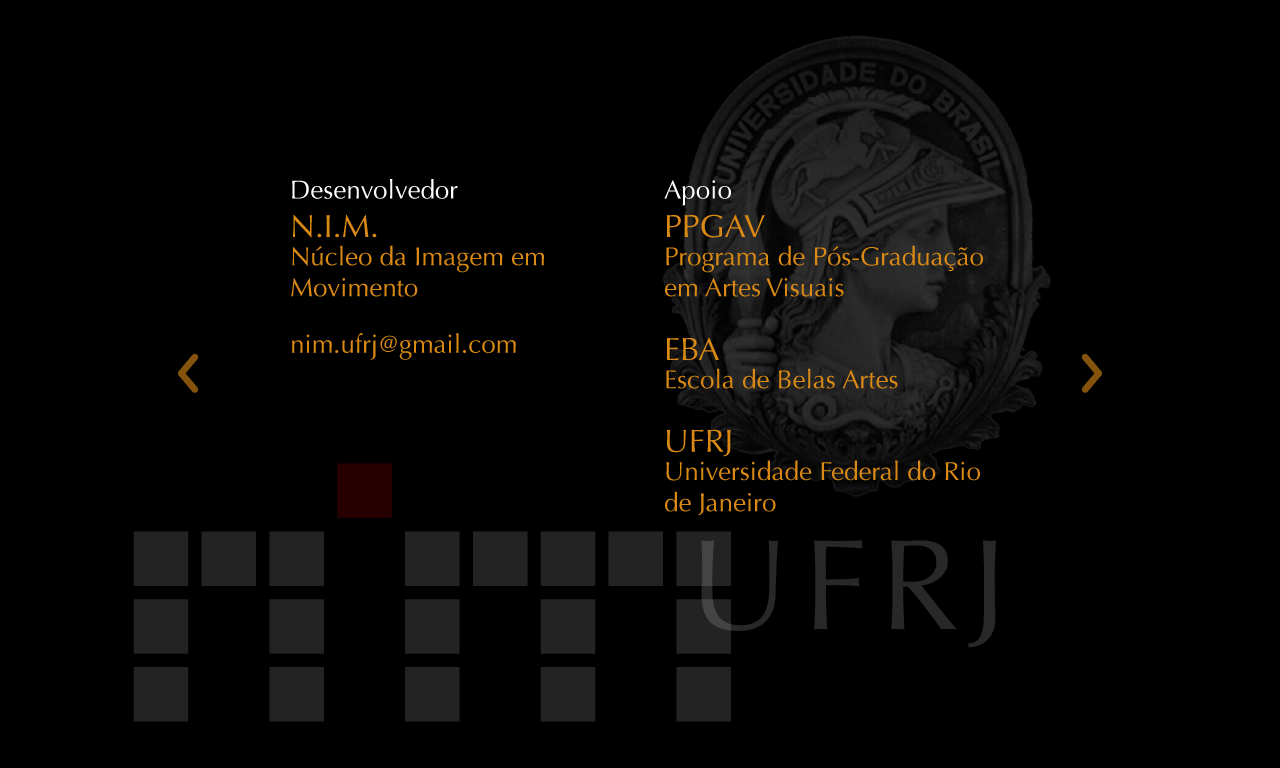 UNIVERSIDADE DO BRASIL
Desenvolvedor
N.I.M.
Núcleo da Imagem em
Movimento
nim.ufrj@gmail.com
Apoio
PPGAV
Programa de Pós-Graduação
em Artes Visuais
EBA
Escola de Belas Artes
UFRJ
Universidade Federal do Rio
de Janeiro
UFRJ